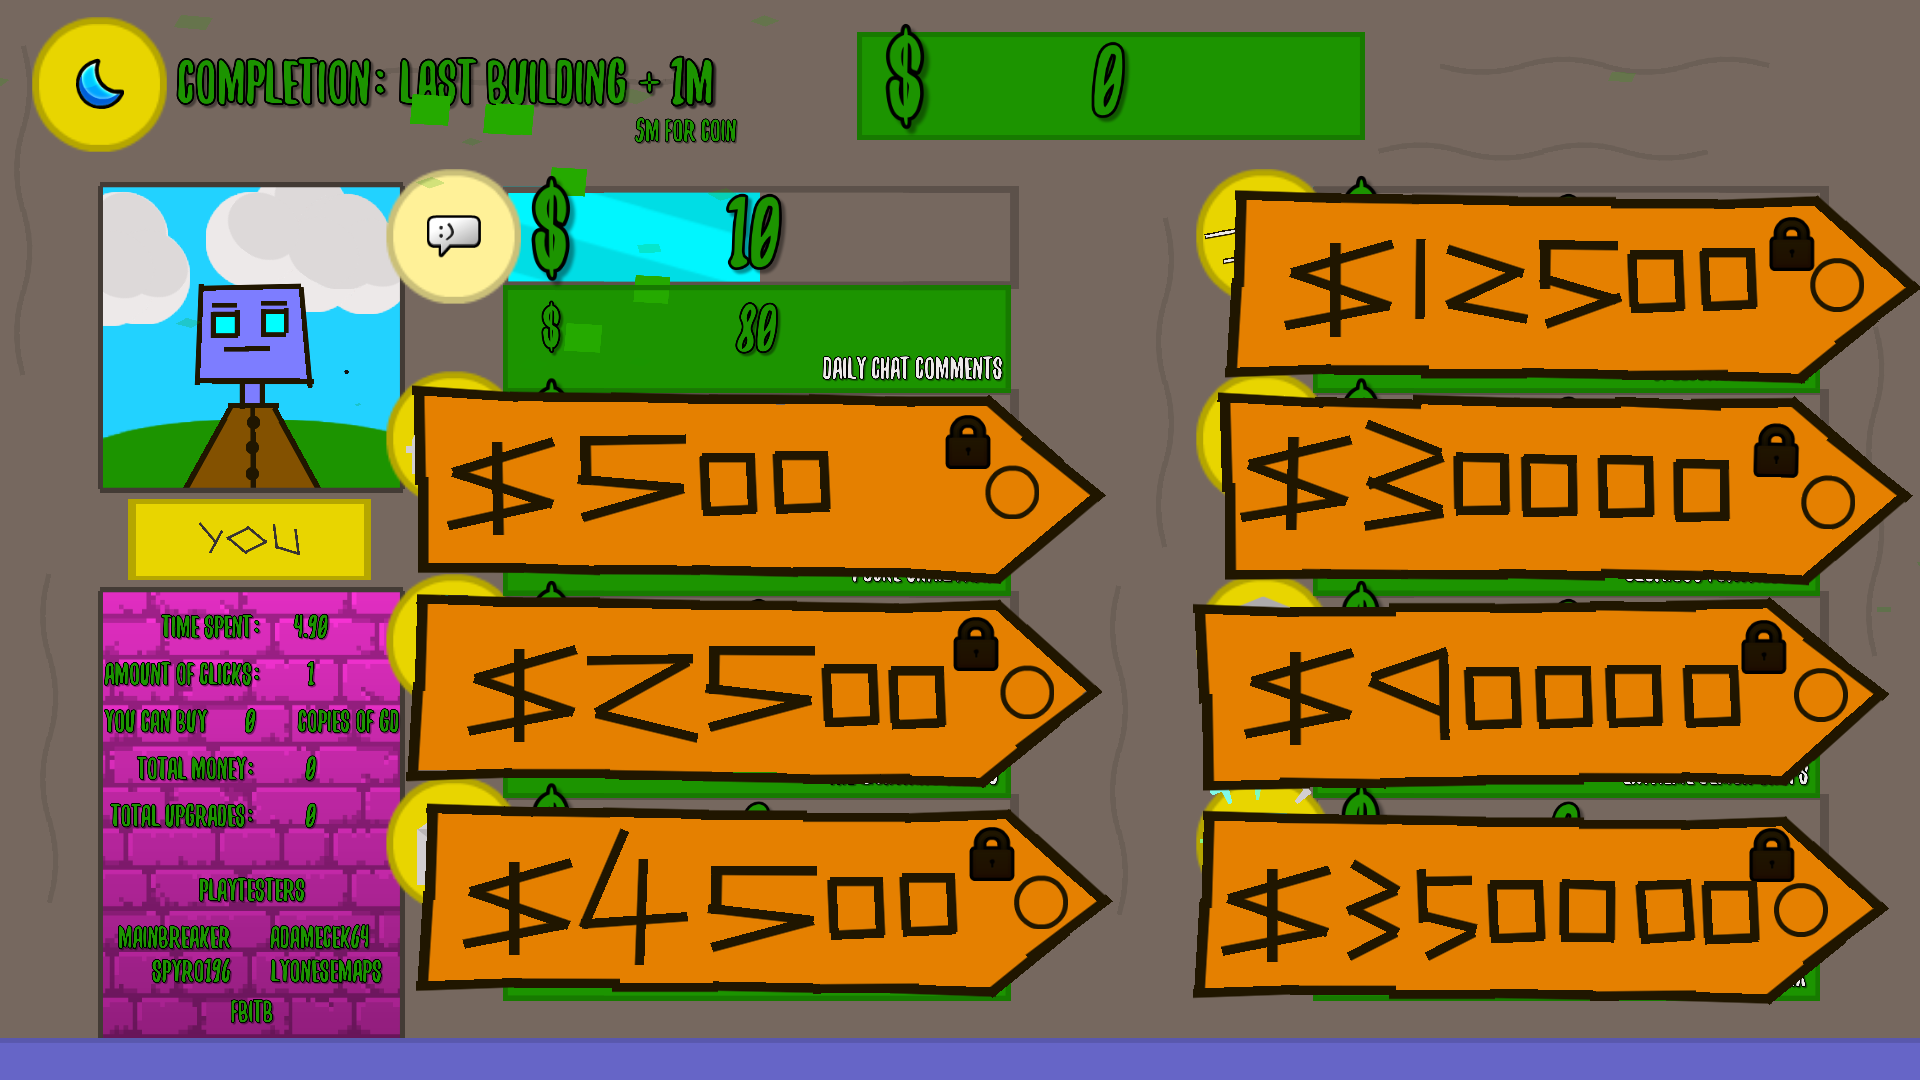 COMPLETION: LAST BUILDING + 1M
$M FOR COIN
$ 0
:)
$ 10
$ 80
DAILY CHAT COMMENTS
YOU
TIME SPENT: 4.90
AMOUNT OF CLICKS: 1
YOU CAN BUY 0 COPIES OF GD
TOTAL MONEY: 0
TOTAL UPGRADES: 0
PLAYTESTERS
MAINBREAKER ADAMECEK64
SPYRO196 LYONESEMAPS
FBITB
$500
$2500
$4500
$12500
$30000
$90000
$350000